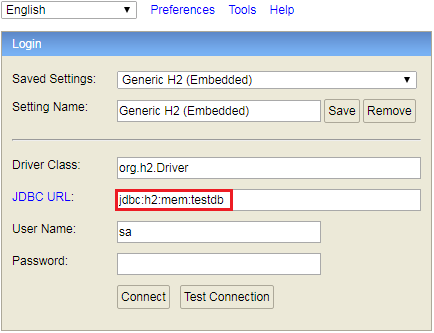 English Preferences Tools Help
Login
Saved Settings: Generic H2 (Embedded)
Setting Name: Generic H2 (Embedded) Save Remove
Driver Class: org.h2.Driver
JDBC URL: jdbc:h2:mem:testdb
User Name: sa
Password:
Connect Test Connection